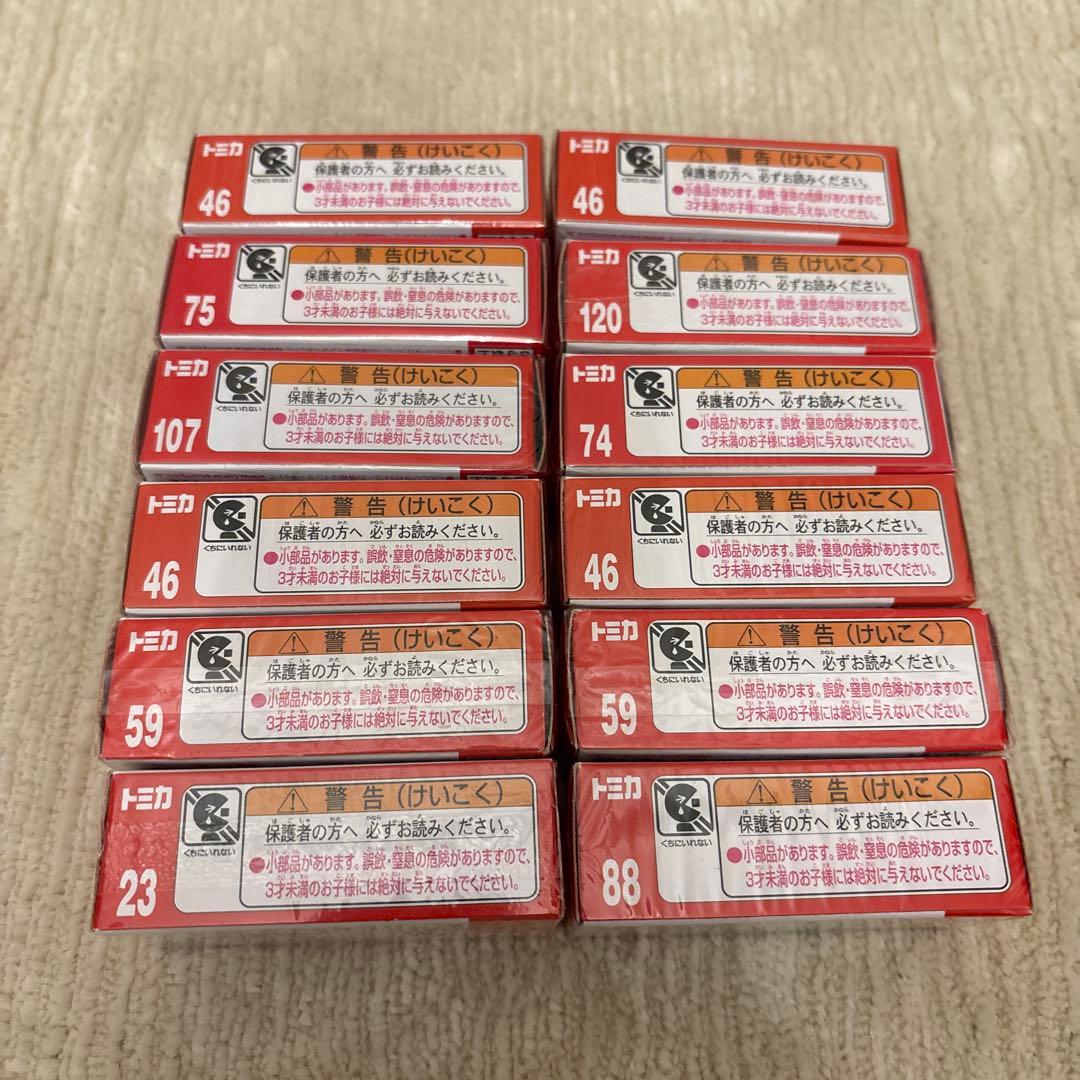 トミカ
46
くちにいれない
警告(けいこく)
保護者の方へ 必ずお読みください。
●小部品があります。誤飲・窒息の危険がありますので、
3才未満のお子様には絶対に与えないでください。
トミカ
46
くちにいれない
警告(けいこく)
保護者の方へ 必ずお読みください。
●小部品があります。誤飲・窒息の危険がありますので、
3才未満のお子様には絶対に与えないでください。
トミカ
75
くちにいれない
警告(けいこく)
保護者の方へ 必ずお読みください。
●小部品があります。誤飲・窒息の危険がありますので、
3才未満のお子様には絶対に与えないでください。
トミカ
120
くちにいれない
警告(けいこく)
保護者の方へ 必ずお読みください。
●小部品があります。誤飲・窒息の危険がありますので、
3才未満のお子様には絶対に与えないでください。
トミカ
107
くちにいれない
警告(けいこく)
保護者の方へ 必ずお読みください。
●小部品があります。誤飲・窒息の危険がありますので、
3才未満のお子様には絶対に与えないでください。
トミカ
74
くちにいれない
警告(けいこく)
保護者の方へ 必ずお読みください。
●小部品があります。誤飲・窒息の危険がありますので、
3才未満のお子様には絶対に与えないでください。
トミカ
46
くちにいれない
警告(けいこく)
保護者の方へ 必ずお読みください。
●小部品があります。誤飲・窒息の危険がありますので、
3才未満のお子様には絶対に与えないでください。
トミカ
46
くちにいれない
警告(けいこく)
保護者の方へ 必ずお読みください。
●小部品があります。誤飲・窒息の危険がありますので、
3才未満のお子様には絶対に与えないでください。
トミカ
59
くちにいれない
警告(けいこく)
保護者の方へ 必ずお読みください。
●小部品があります。誤飲・窒息の危険がありますので、
3才未満のお子様には絶対に与えないでください。
トミカ
59
くちにいれない
警告(けいこく)
保護者の方へ 必ずお読みください。
●小部品があります。誤飲・窒息の危険がありますので、
3才未満のお子様には絶対に与えないでください。
トミカ
23
くちにいれない
警告(けいこく)
保護者の方へ 必ずお読みください。
●小部品があります。誤飲・窒息の危険がありますので、
3才未満のお子様には絶対に与えないでください。
トミカ
88
くちにいれない
警告(けいこく)
保護者の方へ 必ずお読みください。
●小部品があります。誤飲・窒息の危険がありますので、
3才未満のお子様には絶対に与えないでください。